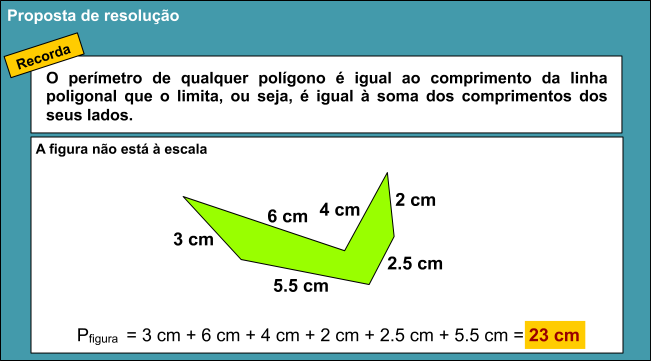 Proposta de resolução
Recorda
O perímetro de qualquer polígono é igual ao comprimento da linha
poligonal que o limita, ou seja, é igual à soma dos comprimentos dos
seus lados.
A figura não está à escala
2 cm
4 cm
6 cm
3 cm
2.5 cm
5.5 cm
Pfigura = 3 cm + 6 cm + 4 cm + 2 cm + 2.5 cm + 5.5 cm = 23 cm